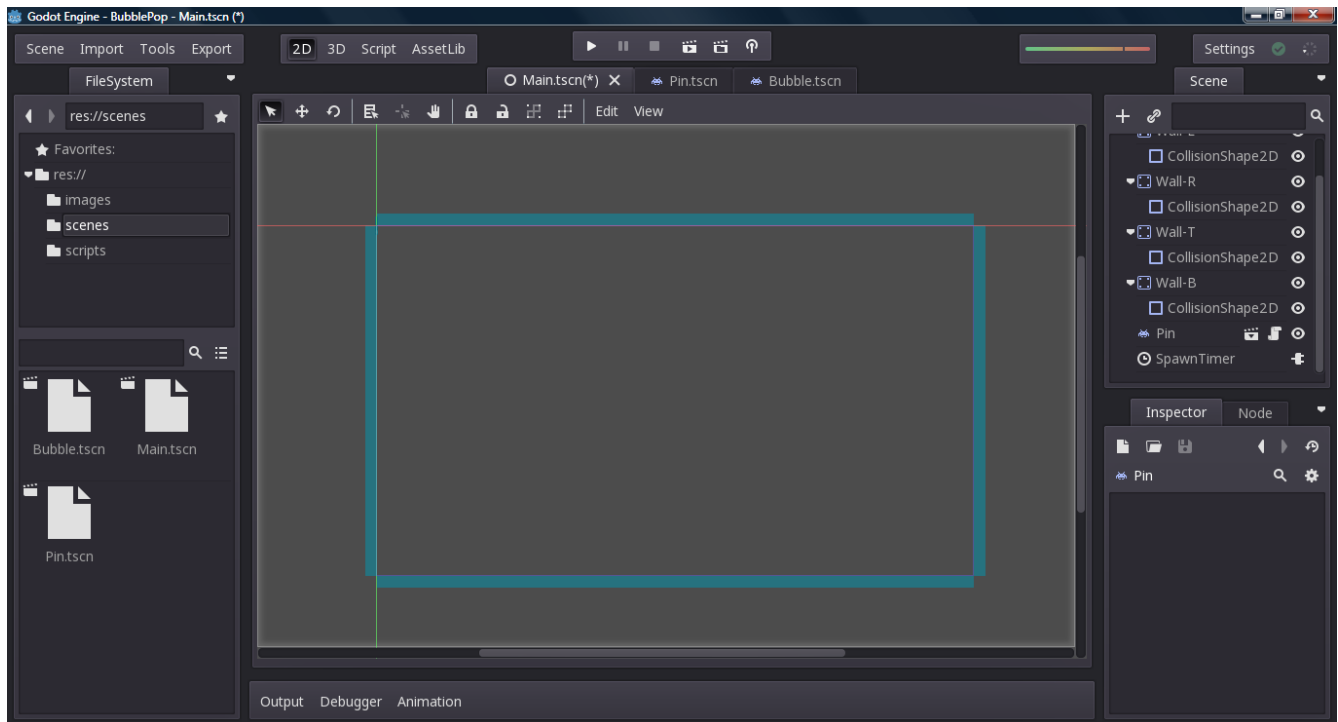 Godot Engine - BubblePop - Main.tscn (*)
Scene Import Tools Export
2D 3D Script AssetLib
Settings
FileSystem
Main.tscn(*) Pin.tscn Bubble.tscn
Scene
res://scenes
Edit View
Favorites:
res://
images
scenes
scripts
CollisionShape2D
Wall-R
CollisionShape2D
Wall-T
CollisionShape2D
Wall-B
CollisionShape2D
Pin
SpawnTimer
Bubble.tscn Main.tscn
Pin.tscn
Inspector Node
Pin
Output Debugger Animation